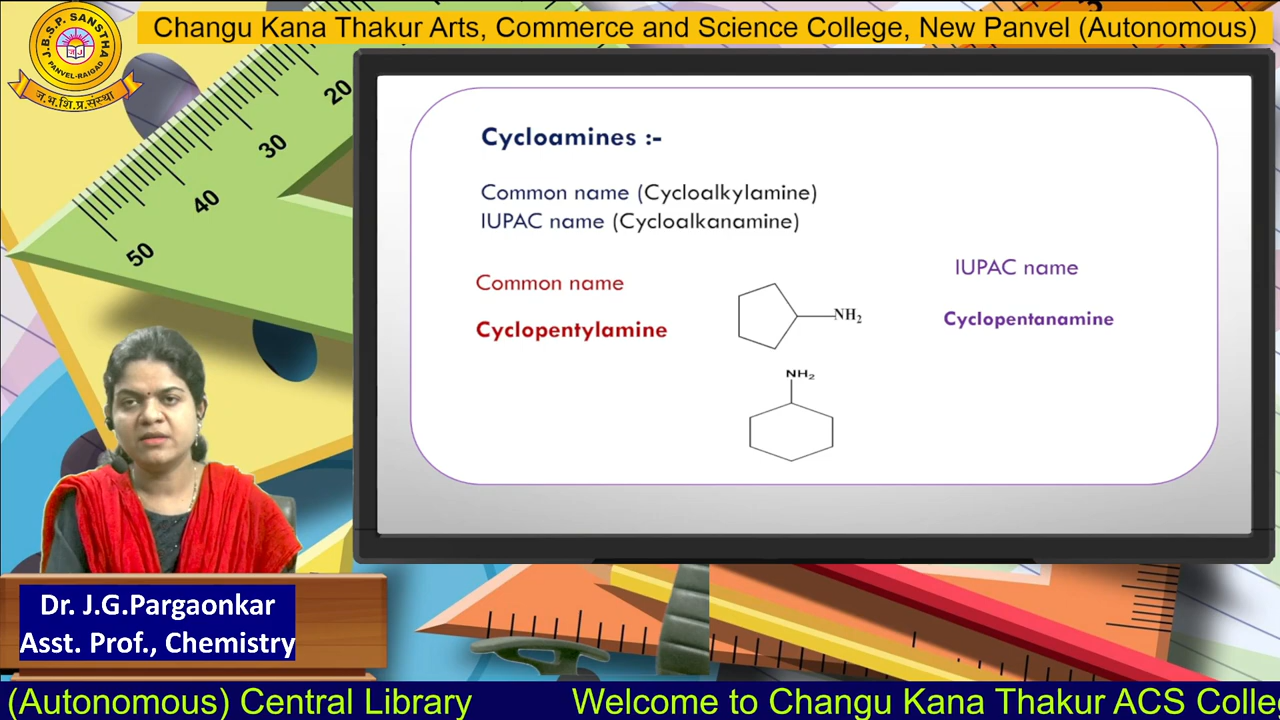 Changu Kana Thakur Arts, Commerce and Science College, New Panvel (Autonomous)
J.B.S.P. SANSTHA
PANVEL-RAIGAD
ज.भ.शि.प्र.संस्था
20
30
40
50
3
Cycloamines :-
Common name (Cycloalkylamine)
IUPAC name (Cycloalkanamine)
IUPAC name
Common name
NH₂
Cyclopentanamine
Cyclopentylamine
NH₂
Dr. J.G.Pargaonkar
Asst. Prof., Chemistry
(Autonomous) Central Library Welcome to Changu Kana Thakur ACS Colle